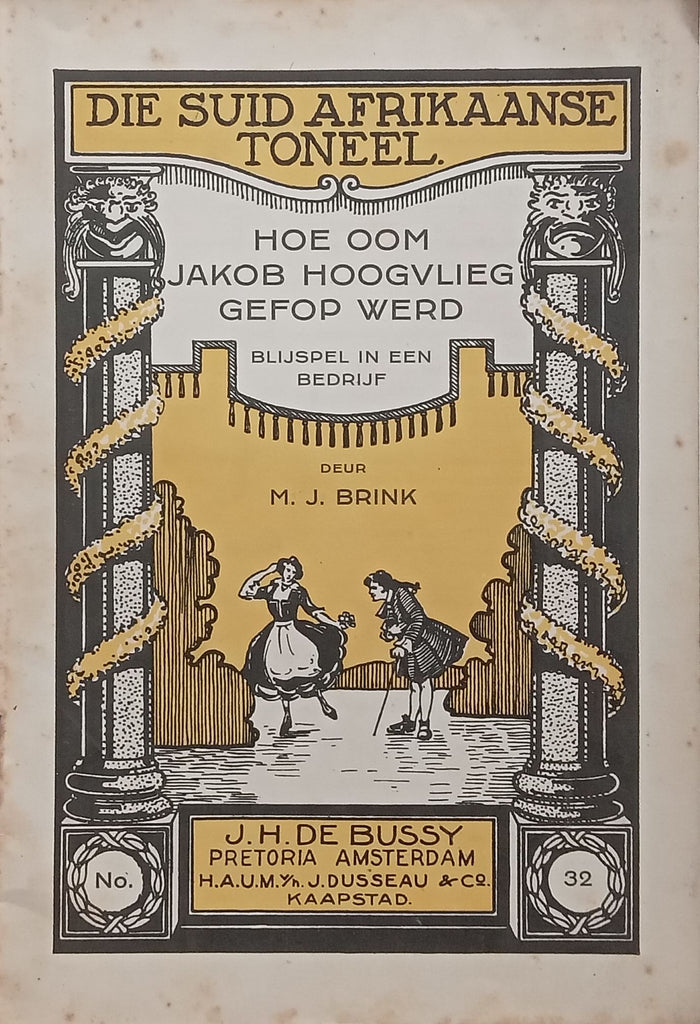 DIE SUID AFRIKAANSE
TONEEL.
HOE OOM
JAKOB HOOGVLIEG
GEFOP WERD
BLIJSPEL IN EEN
BEDRIJF
DEUR
M. J. BRINK
J. H. DE BUSSY
PRETORIA AMSTERDAM
H.A.U.M. v/h. J. DUSSEAU & Co.
KAAPSTAD.
No. 32